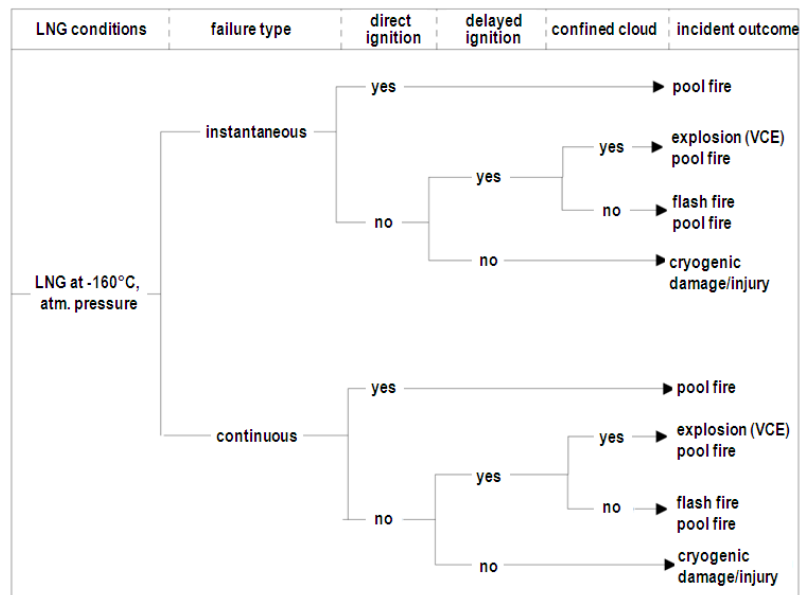 LNG conditions failure type direct ignition delayed ignition confined cloud incident outcome
yes pool fire
instantaneous
yes explosion (VCE)
pool fire
yes
no flash fire
pool fire
no
no cryogenic
damage/injury
LNG at -160°C,
atm. pressure
yes pool fire
continuous
yes explosion (VCE)
pool fire
yes
no flash fire
pool fire
no
no cryogenic
damage/injury